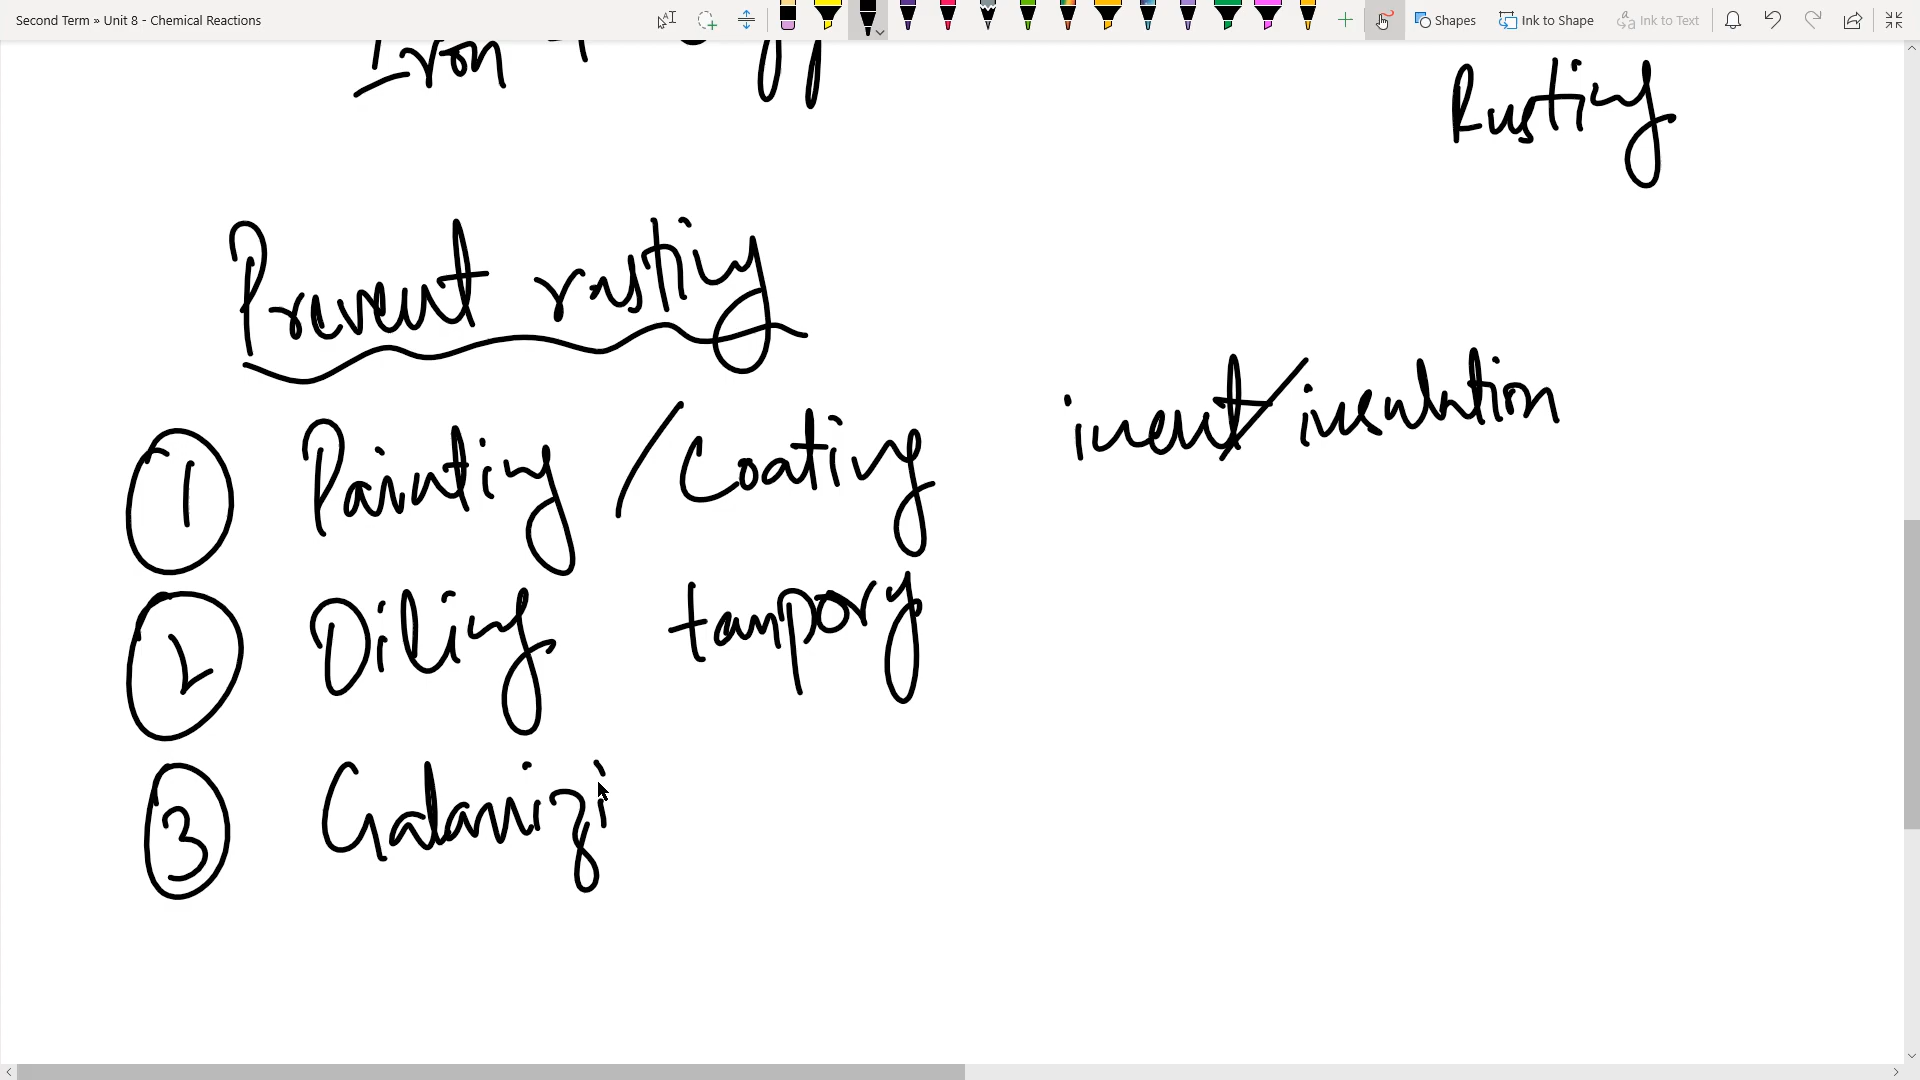 Second Term » Unit 8 - Chemical Reactions
Shapes Ink to Shape Ink to Text
Iron +
Rusting
Prevent rusting
1 Painting / Coating inert/insulation
2 Oiling tempory
3 Galanizi